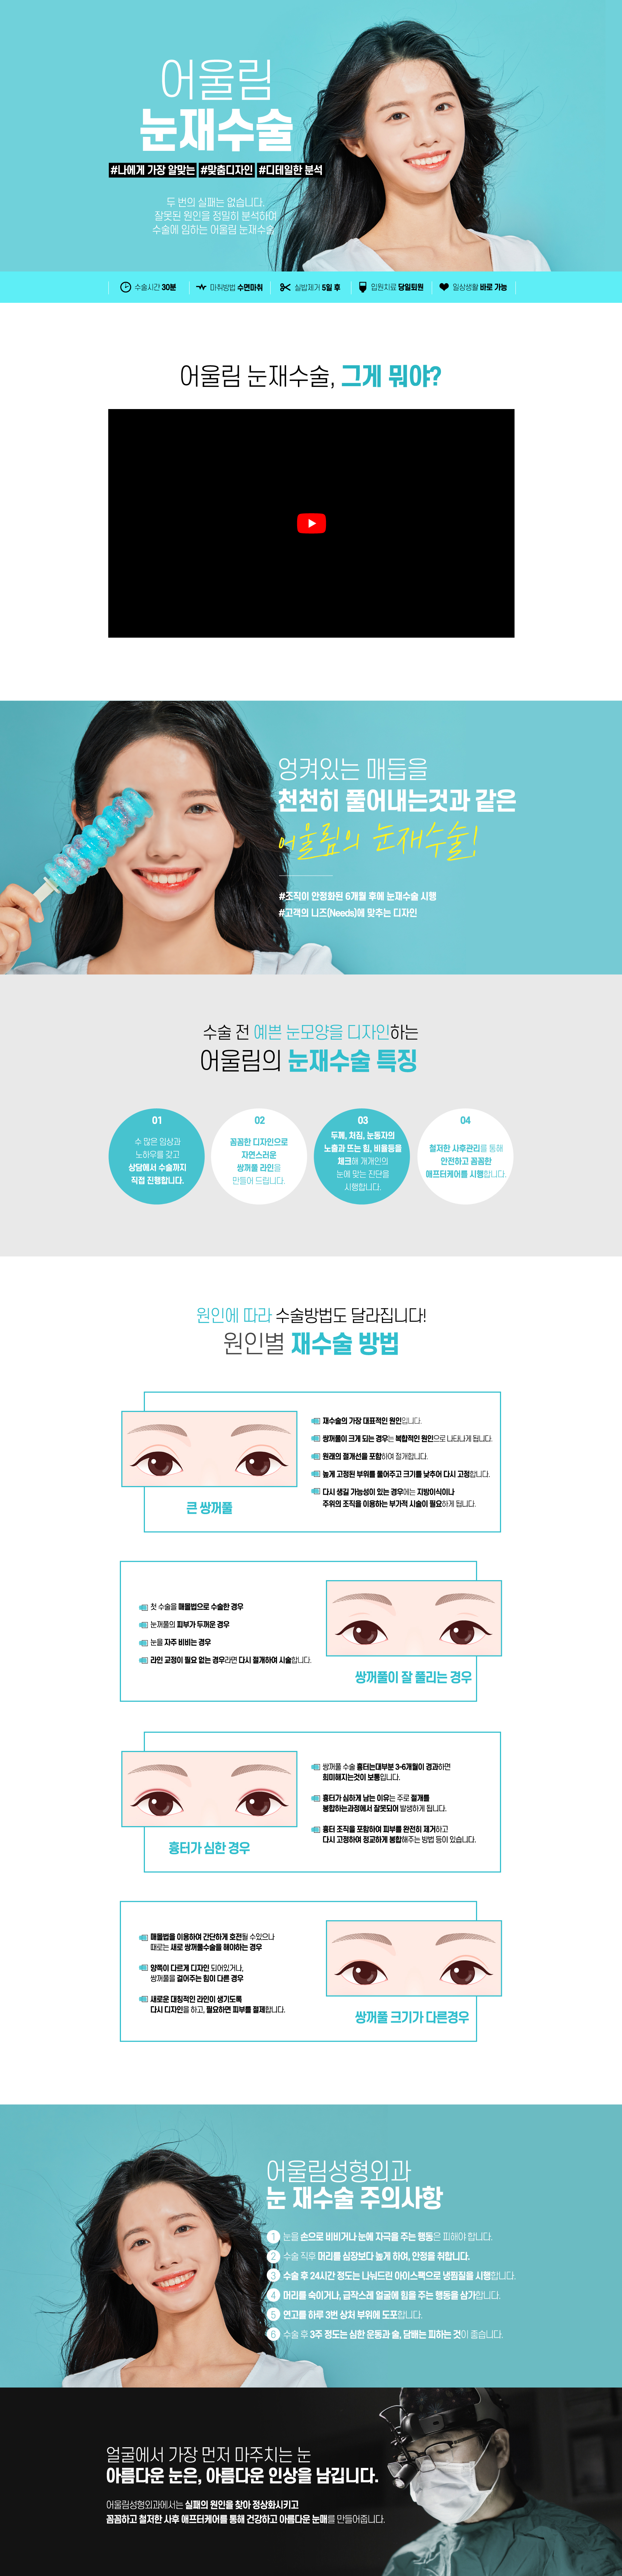 어울림
눈재수술
#나에게 가장 알맞는 #맞춤디자인 #디테일한 분석
두 번의 실패는 없습니다.
잘못된 원인을 정밀히 분석하여
수술에 임하는 어울림 눈재수술
수술시간 30분 마취방법 수면마취 실밥제거 5일 후 입원치료 당일퇴원 일상생활 바로 가능
어울림 눈재수술, 그게 뭐야?
엉켜있는 매듭을
천천히 풀어내는것과 같은
어울림의 눈재수술!
#조직이 안정화된 6개월 후에 눈재수술 시행
#고객의 니즈(Needs)에 맞추는 디자인
수술 전 예쁜 눈모양을 디자인하는
어울림의 눈재수술 특징
01
수 많은 임상과
노하우를 갖고
상담에서 수술까지
직접 진행합니다.
02
꼼꼼한 디자인으로
자연스러운
쌍꺼풀 라인을
만들어 드립니다.
03
두께, 처짐, 눈동자의
노출과 뜨는 힘, 비율등을
체크해 개개인의
눈에 맞는 진단을
시행합니다.
04
철저한 사후관리를 통해
안전하고 꼼꼼한
애프터케어를 시행합니다.
원인에 따라 수술방법도 달라집니다!
원인별 재수술 방법
큰 쌍꺼풀
재수술의 가장 대표적인 원인입니다.
쌍꺼풀이 크게 되는 경우는 복합적인 원인으로 나타나게 됩니다.
원래의 절개선을 포함하여 절개합니다.
높게 고정된 부위를 풀어주고 크기를 낮추어 다시 고정합니다.
다시 생길 가능성이 있는 경우에는 지방이식이나
주위의 조직을 이용하는 부가적 시술이 필요하게 됩니다.
첫 수술을 매몰법으로 수술한 경우
눈꺼풀의 피부가 두꺼운 경우
눈을 자주 비비는 경우
라인 교정이 필요 없는 경우라면 다시 절개하여 시술합니다.
쌍꺼풀이 잘 풀리는 경우
흉터가 심한 경우
쌍꺼풀 수술 흉터는대부분 3-6개월이 경과하면
희미해지는것이 보통입니다.
흉터가 심하게 남는 이유는 주로 절개를
봉합하는과정에서 잘못되어 발생하게 됩니다.
흉터 조직을 포함하여 피부를 완전히 제거하고
다시 고정하여 정교하게 봉합해주는 방법 등이 있습니다.
매몰법을 이용하여 간단하게 호전될 수있으나
때로는 새로 쌍꺼풀수술을 해야하는 경우
양쪽이 다르게 디자인 되어있거나,
쌍꺼풀을 걸어주는 힘이 다른 경우
새로운 대칭적인 라인이 생기도록
다시 디자인을 하고, 필요하면 피부를 절제합니다.
쌍꺼풀 크기가 다른경우
어울림성형외과
눈 재수술 주의사항
1 눈을 손으로 비비거나 눈에 자극을 주는 행동은 피해야 합니다.
2 수술 직후 머리를 심장보다 높게 하여, 안정을 취합니다.
3 수술 후 24시간 정도는 나눠드린 아이스팩으로 냉찜질을 시행합니다.
4 머리를 숙이거나, 급작스레 얼굴에 힘을 주는 행동을 삼가합니다.
5 연고를 하루 3번 상처 부위에 도포합니다.
6 수술 후 3주 정도는 심한 운동과 술, 담배는 피하는 것이 좋습니다.
얼굴에서 가장 먼저 마주치는 눈
아름다운 눈은, 아름다운 인상을 남깁니다.
어울림성형외과에서는 실패의 원인을 찾아 정상화시키고
꼼꼼하고 철저한 사후 애프터케어를 통해 건강하고 아름다운 눈매를 만들어줍니다.